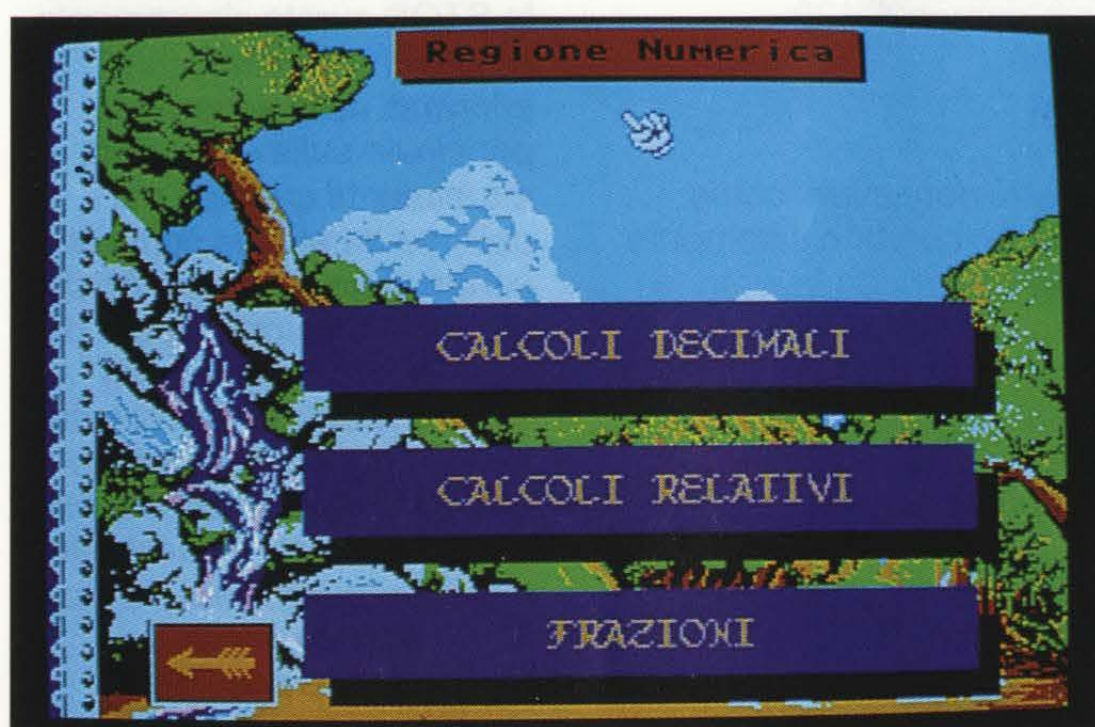 Regione Numerica
CALCOLI DECIMALI
CALCOLI RELATIVI
FRAZIONI